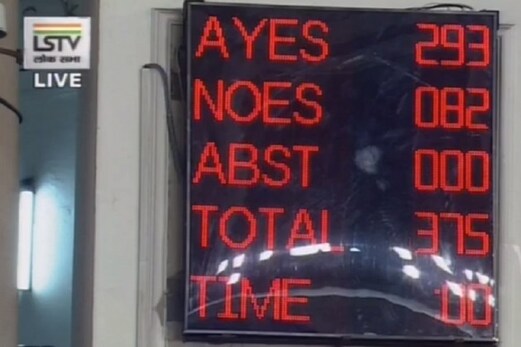 LSTV
लोक सभा
LIVE
AYES 293
NOES 082
ABST 000
TOTAL 375
TIME :00